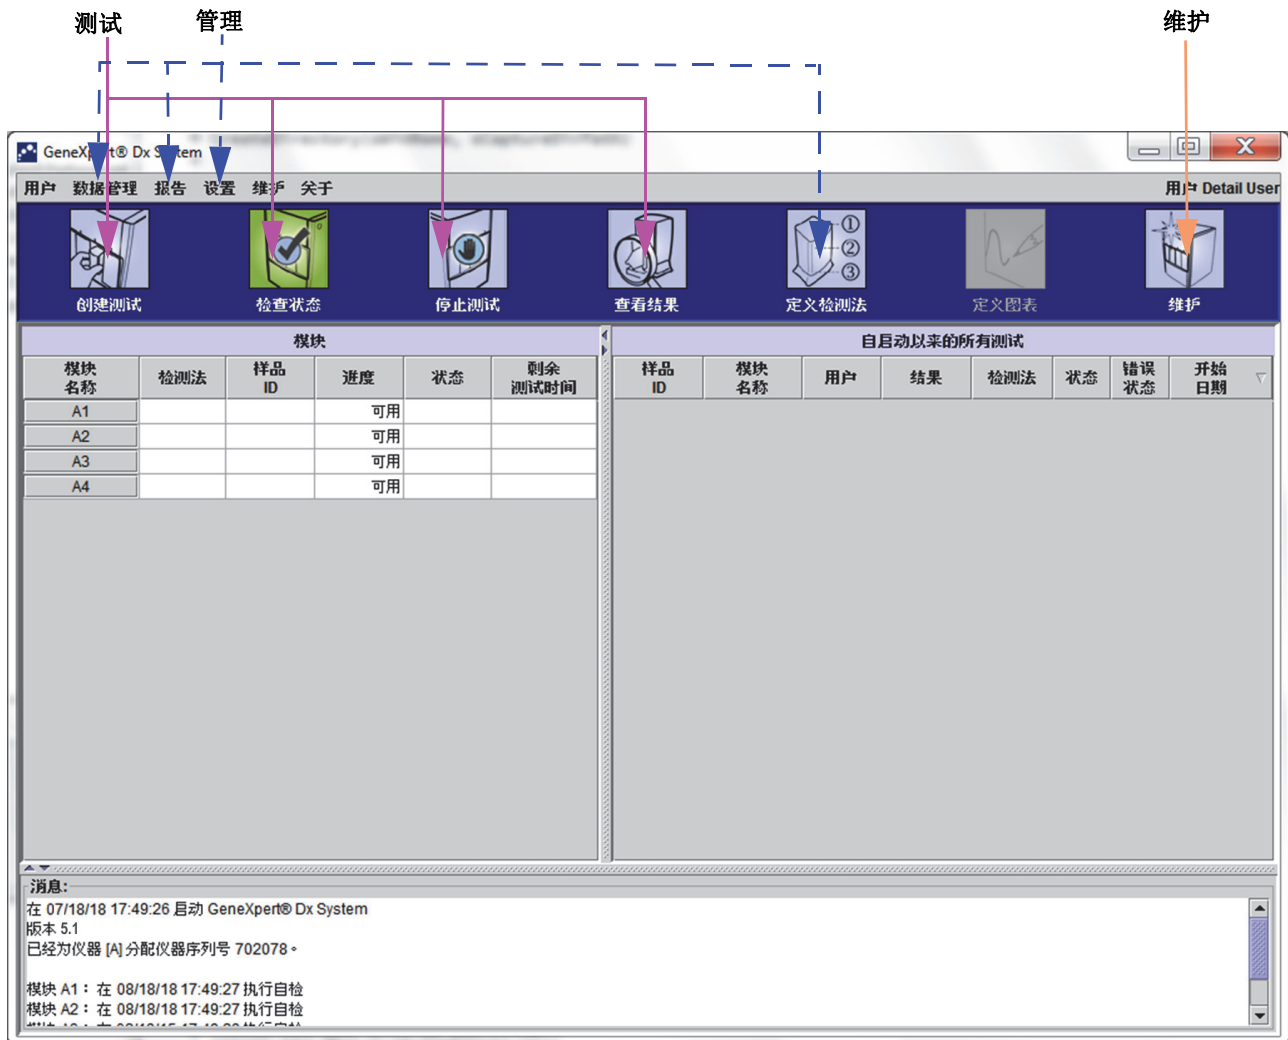 测试 管理 维护
GeneXpert® Dx System
用户 数据管理 报告 设置 维护 关于 用户 Detail User
创建测试 检查状态 停止测试 查看结果 定义检测法 定义图表 维护
模块 自启动以来的所有测试
模块名称 检测法 样品ID 进度 状态 剩余测试时间 样品ID 模块名称 用户 结果 检测法 状态 错误状态 开始日期
A1 可用
A2 可用
A3 可用
A4 可用
消息:
在 07/18/18 17:49:26 启动 GeneXpert® Dx System
版本 5.1
已经为仪器 [A] 分配仪器序列号 702078。
模块 A1：在 08/18/18 17:49:27 执行自检
模块 A2：在 08/18/18 17:49:27 执行自检